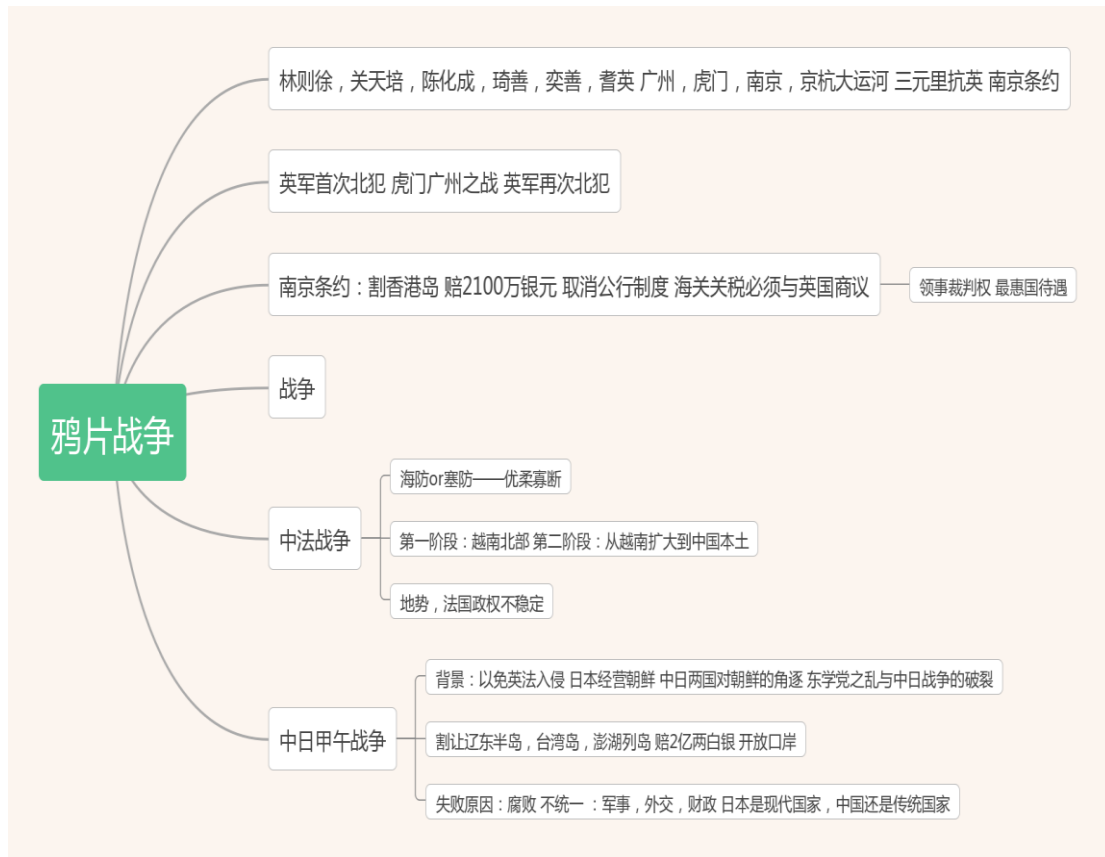 林则徐，关天培，陈化成，琦善，奕善，耆英 广州，虎门，南京，京杭大运河 三元里抗英 南京条约
英军首次北犯 虎门广州之战 英军再次北犯
南京条约：割香港岛 赔2100万银元 取消公行制度 海关关税必须与英国商议
领事裁判权 最惠国待遇
战争
鸦片战争
海防or塞防——优柔寡断
中法战争
第一阶段：越南北部 第二阶段：从越南扩大到中国本土
地势，法国政权不稳定
背景：以免英法入侵 日本经营朝鲜 中日两国对朝鲜的角逐 东学党之乱与中日战争的破裂
中日甲午战争
割让辽东半岛，台湾岛，澎湖列岛 赔2亿两白银 开放口岸
失败原因：腐败 不统一 ：军事，外交，财政 日本是现代国家，中国还是传统国家